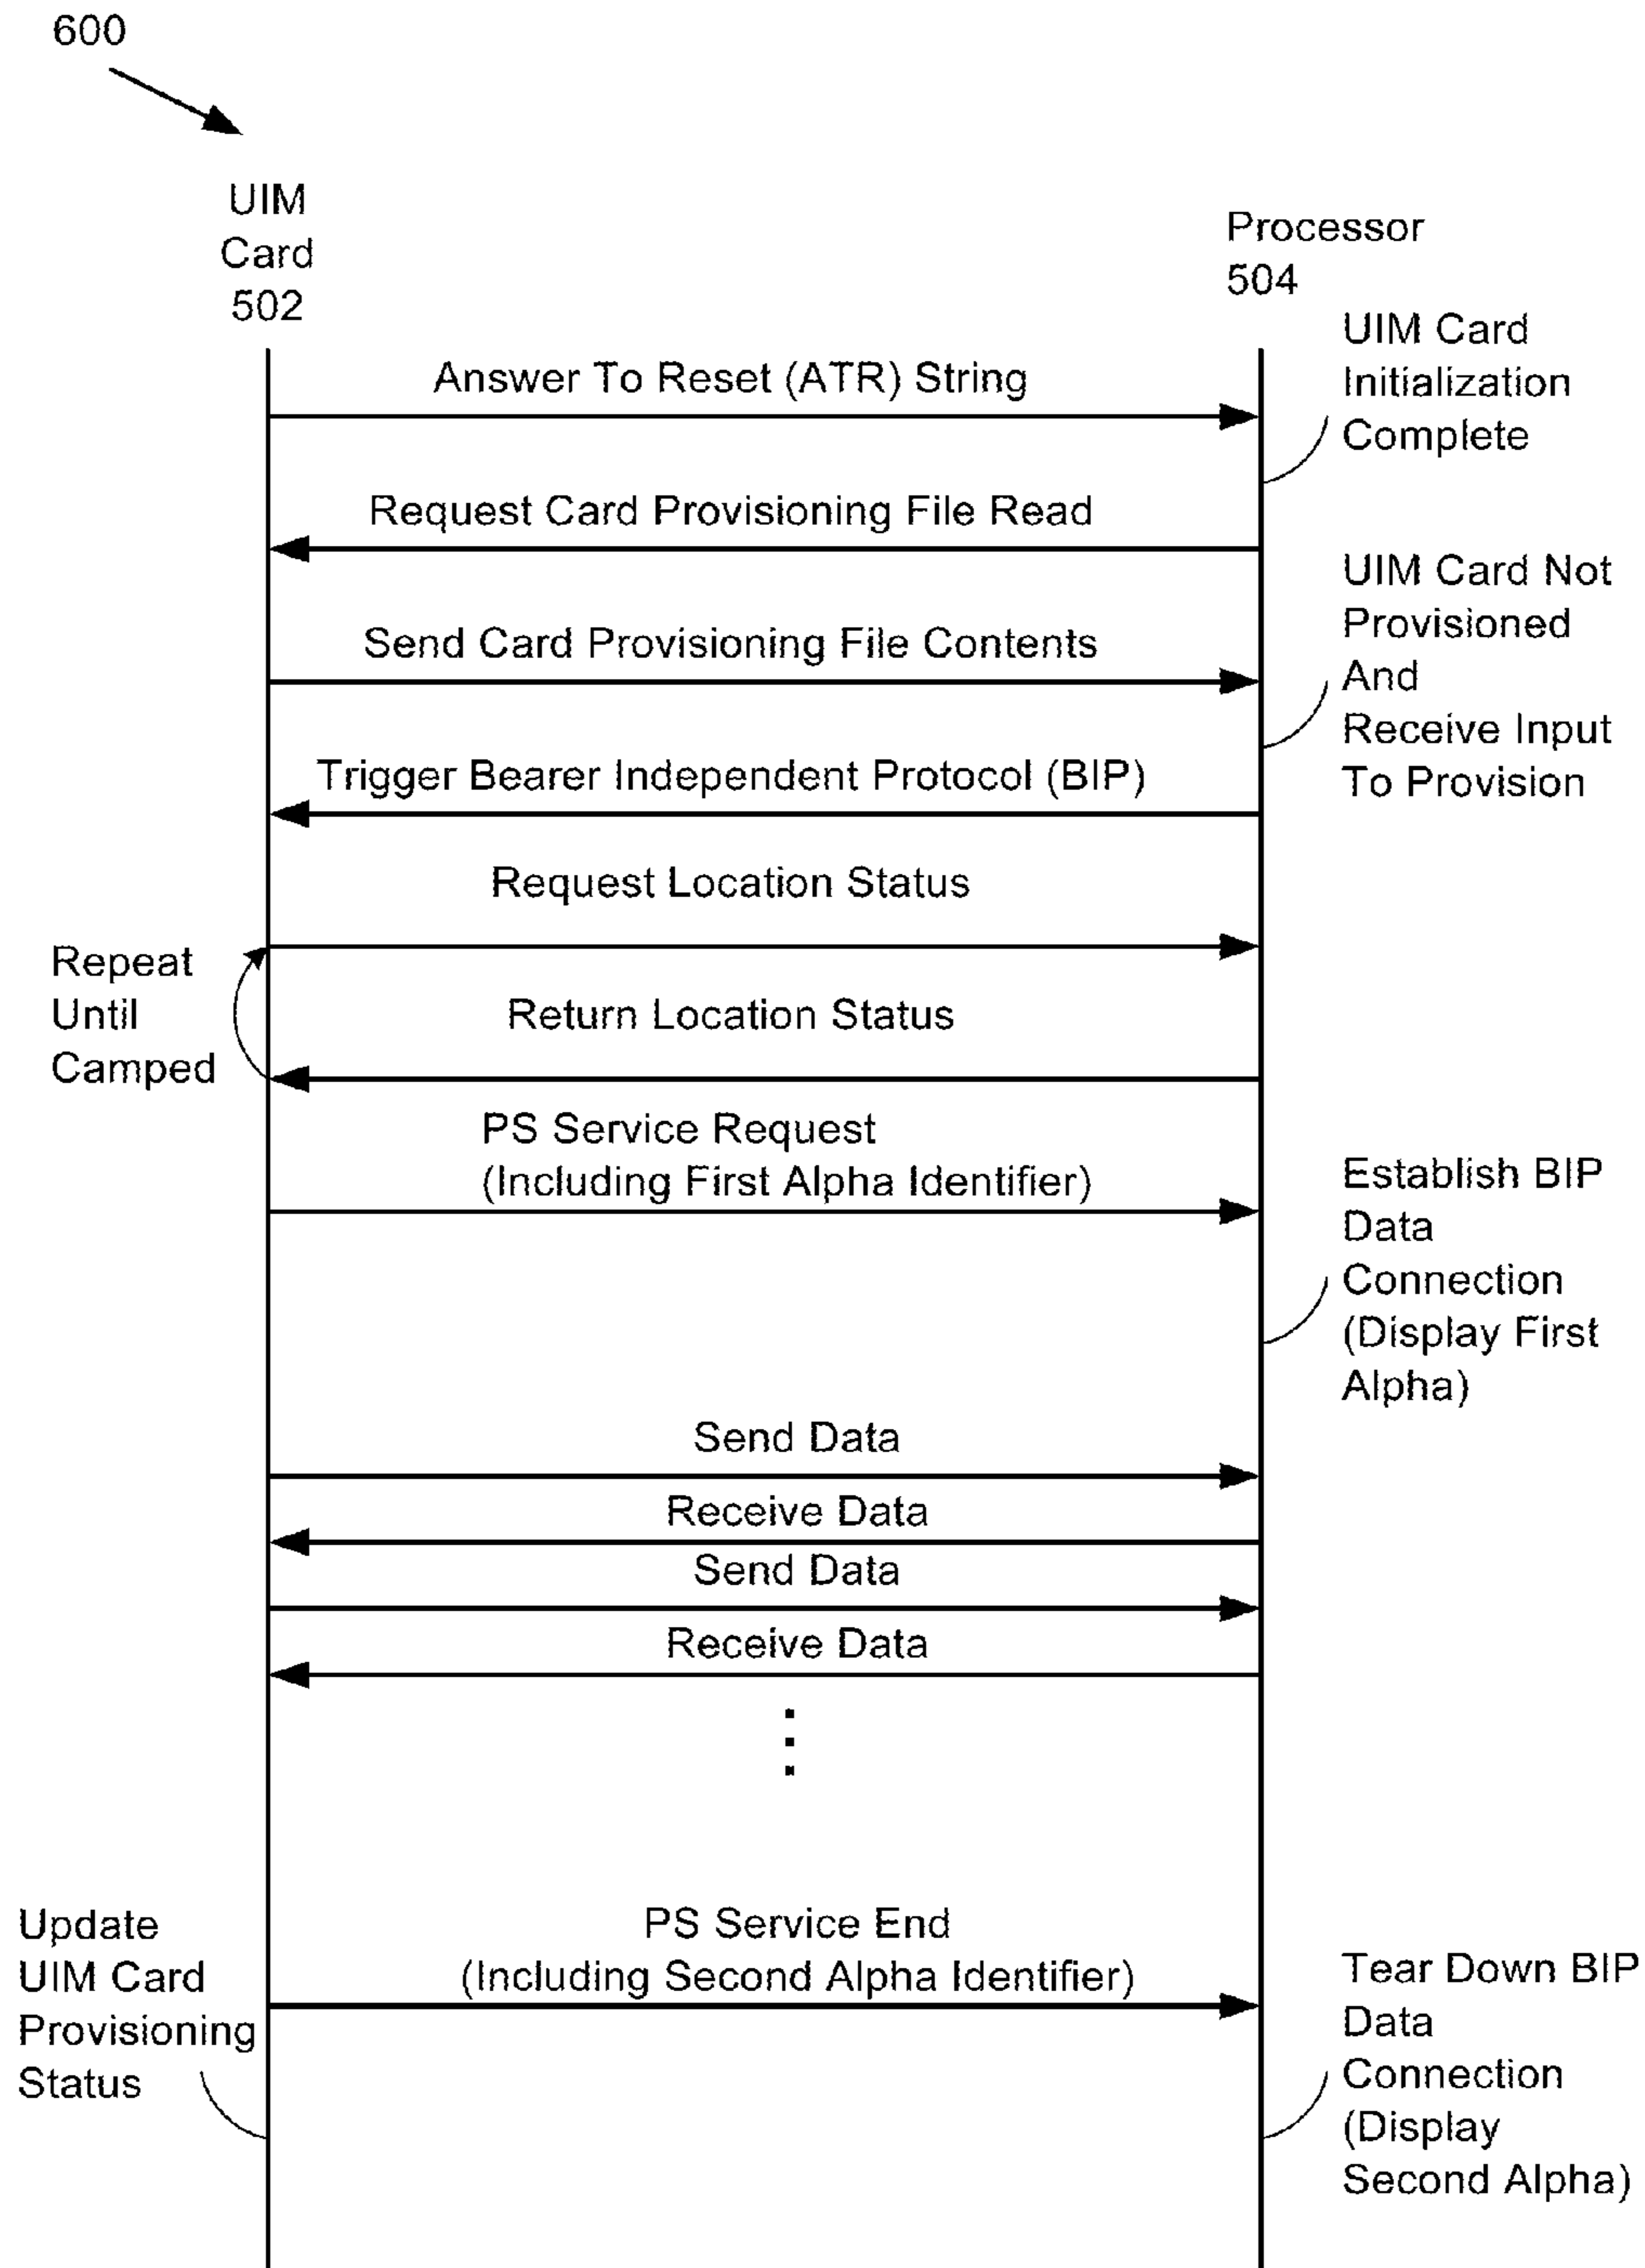 600
UIM
Card
502
Processor
504
UIM Card
Initialization
Complete
Answer To Reset (ATR) String
Request Card Provisioning File Read
UIM Card Not
Provisioned
And
Receive Input
To Provision
Send Card Provisioning File Contents
Trigger Bearer Independent Protocol (BIP)
Request Location Status
Repeat
Until
Camped
Return Location Status
PS Service Request
(Including First Alpha Identifier)
Establish BIP
Data
Connection
(Display First
Alpha)
Send Data
Receive Data
Send Data
Receive Data
Update
UIM Card
Provisioning
Status
PS Service End
(Including Second Alpha Identifier)
Tear Down BIP
Data
Connection
(Display
Second Alpha)